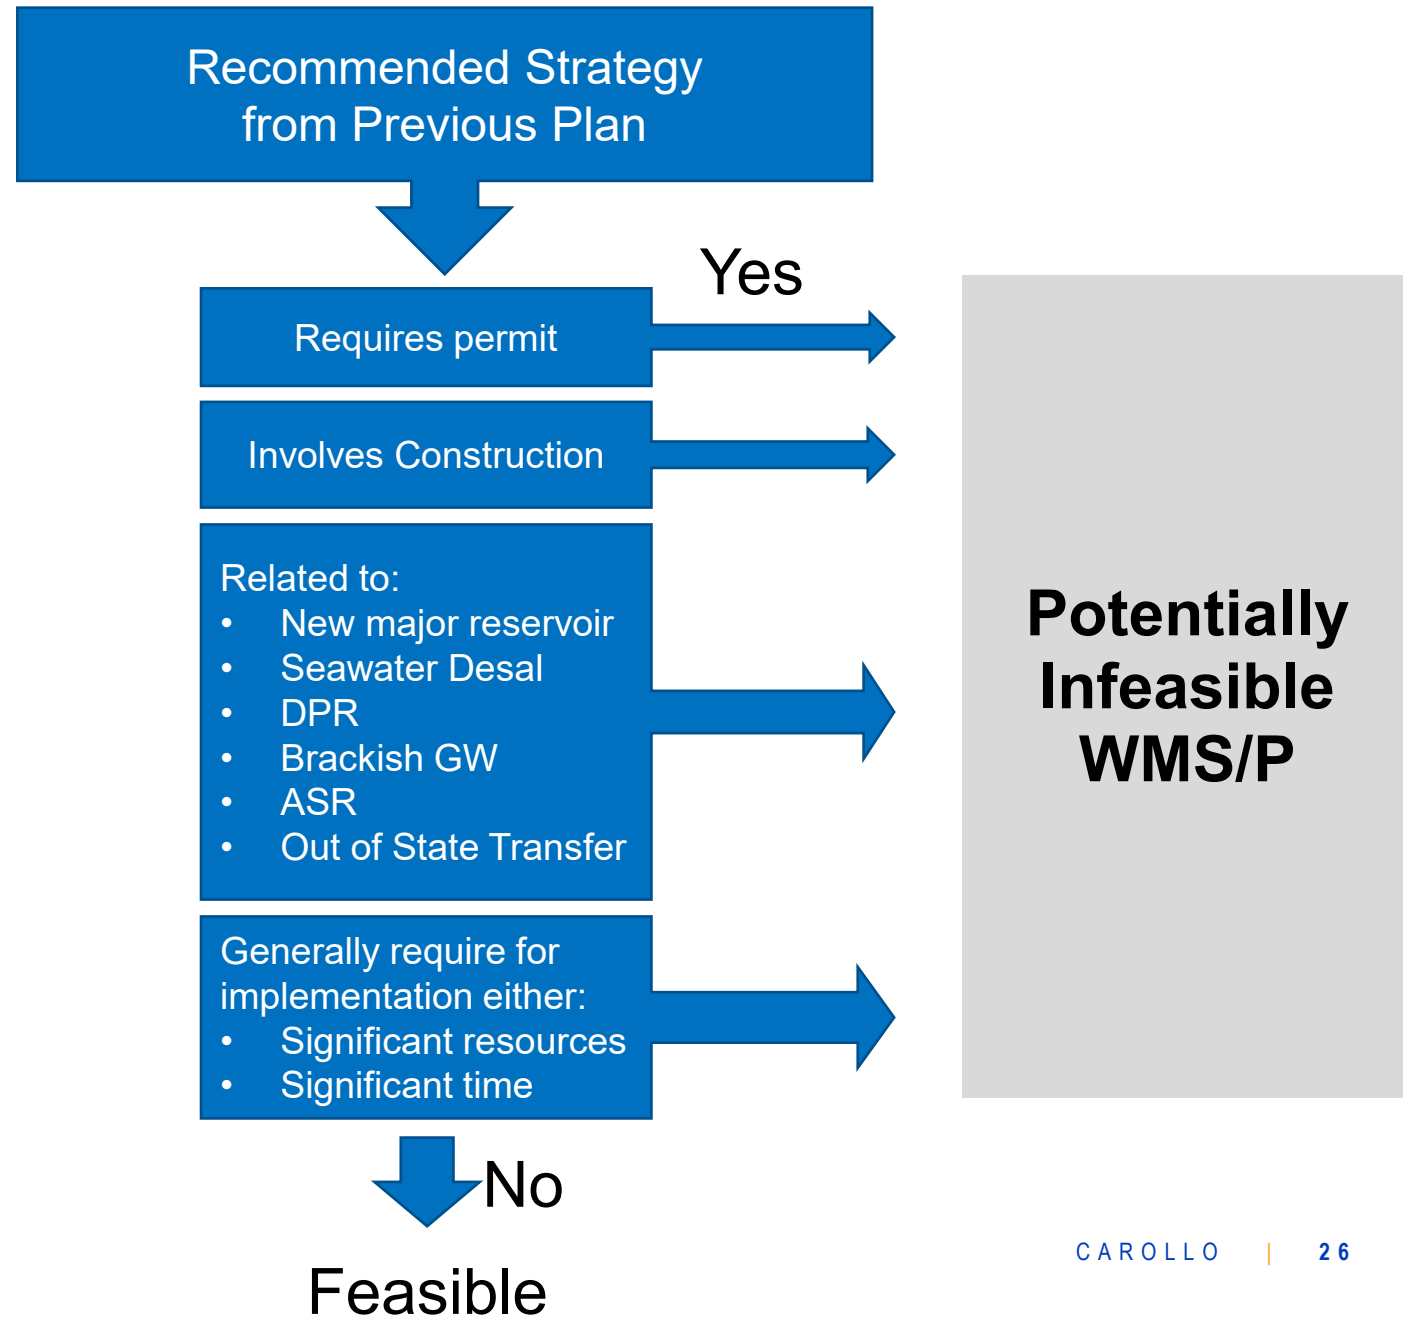 Recommended Strategy
from Previous Plan
Yes
Requires permit
Involves Construction
Related to:
• New major reservoir
• Seawater Desal
• DPR
• Brackish GW
• ASR
• Out of State Transfer
Generally require for
implementation either:
• Significant resources
• Significant time
Potentially
Infeasible
WMS/P
No
Feasible
CAROLLO | 26